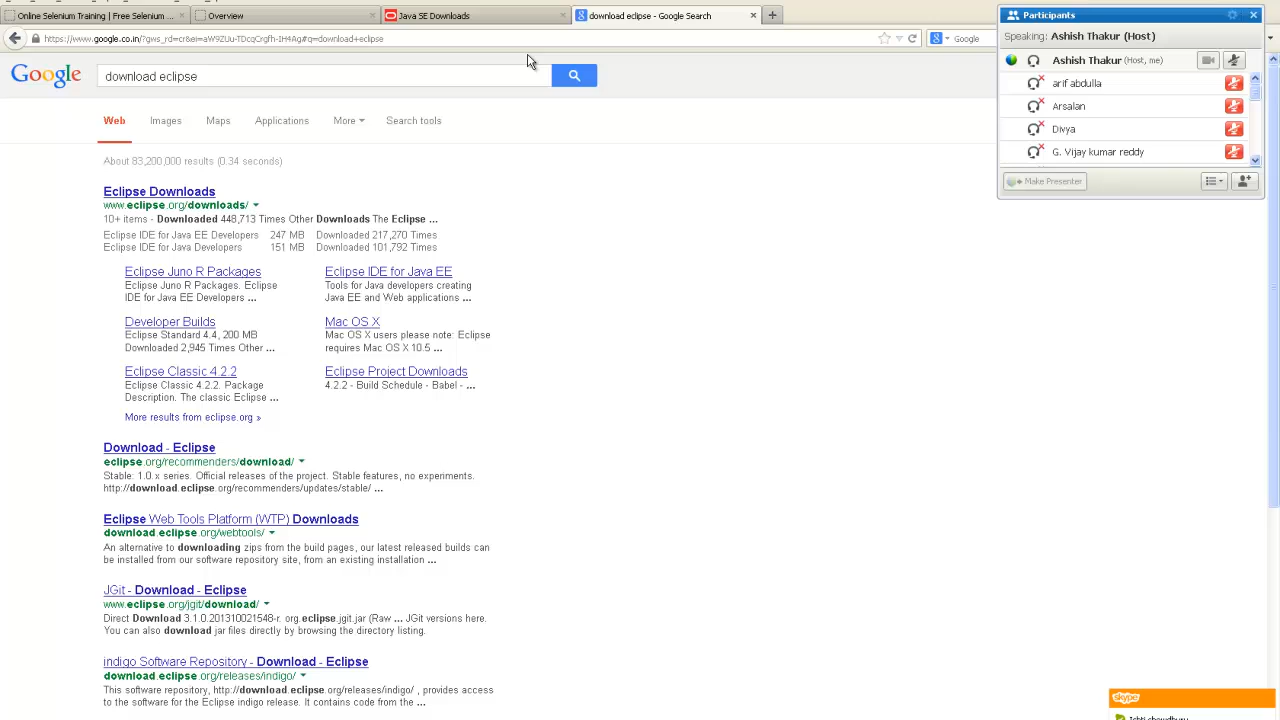 Online Selenium Training | Free Selenium ...
Overview
Java SE Downloads
download eclipse - Google Search
https://www.google.co.in/?gws_rd=cr&ei=aW9ZUu-TDcqCrgfh-IH4Ag#q=download+eclipse
Google
Google
download eclipse
Web
Images
Maps
Applications
More
Search tools
About 83,200,000 results (0.34 seconds)
Eclipse Downloads
www.eclipse.org/downloads/
10+ items - Downloaded 448,713 Times Other Downloads The Eclipse ...
Eclipse IDE for Java EE Developers 247 MB Downloaded 217,270 Times
Eclipse IDE for Java Developers 151 MB Downloaded 101,792 Times
Eclipse Juno R Packages
Eclipse Juno R Packages. Eclipse
IDE for Java EE Developers ...
Eclipse IDE for Java EE
Tools for Java developers creating
Java EE and Web applications ...
Developer Builds
Eclipse Standard 4.4, 200 MB
Downloaded 2,945 Times Other ...
Mac OS X
Mac OS X users please note: Eclipse
requires Mac OS X 10.5 ...
Eclipse Classic 4.2.2
Eclipse Classic 4.2.2. Package
Description. The classic Eclipse ...
Eclipse Project Downloads
4.2.2 - Build Schedule - Babel - ...
More results from eclipse.org »
Download - Eclipse
eclipse.org/recommenders/download/
Stable: 1.0.x series. Official releases of the project. Stable features, no experiments.
http://download.eclipse.org/recommenders/updates/stable/ ...
Eclipse Web Tools Platform (WTP) Downloads
download.eclipse.org/webtools/
An alternative to downloading zips from the build pages, our latest released builds can
be installed from our software repository site, from an existing installation ...
JGit - Download - Eclipse
www.eclipse.org/jgit/download/
Direct Download 3.1.0.201310021548-r. org.eclipse.jgit.jar (Raw ... JGit versions here.
You can also download jar files directly by browsing the directory listing.
indigo Software Repository - Download - Eclipse
download.eclipse.org/releases/indigo/
This software repository, http://download.eclipse.org/releases/indigo/ , provides access
to the software for the Eclipse indigo release. It contains code from the ...
Participants
Speaking: Ashish Thakur (Host)
Ashish Thakur (Host, me)
arif abdulla
Arsalan
Divya
G. Vijay kumar reddy
Make Presenter
skype